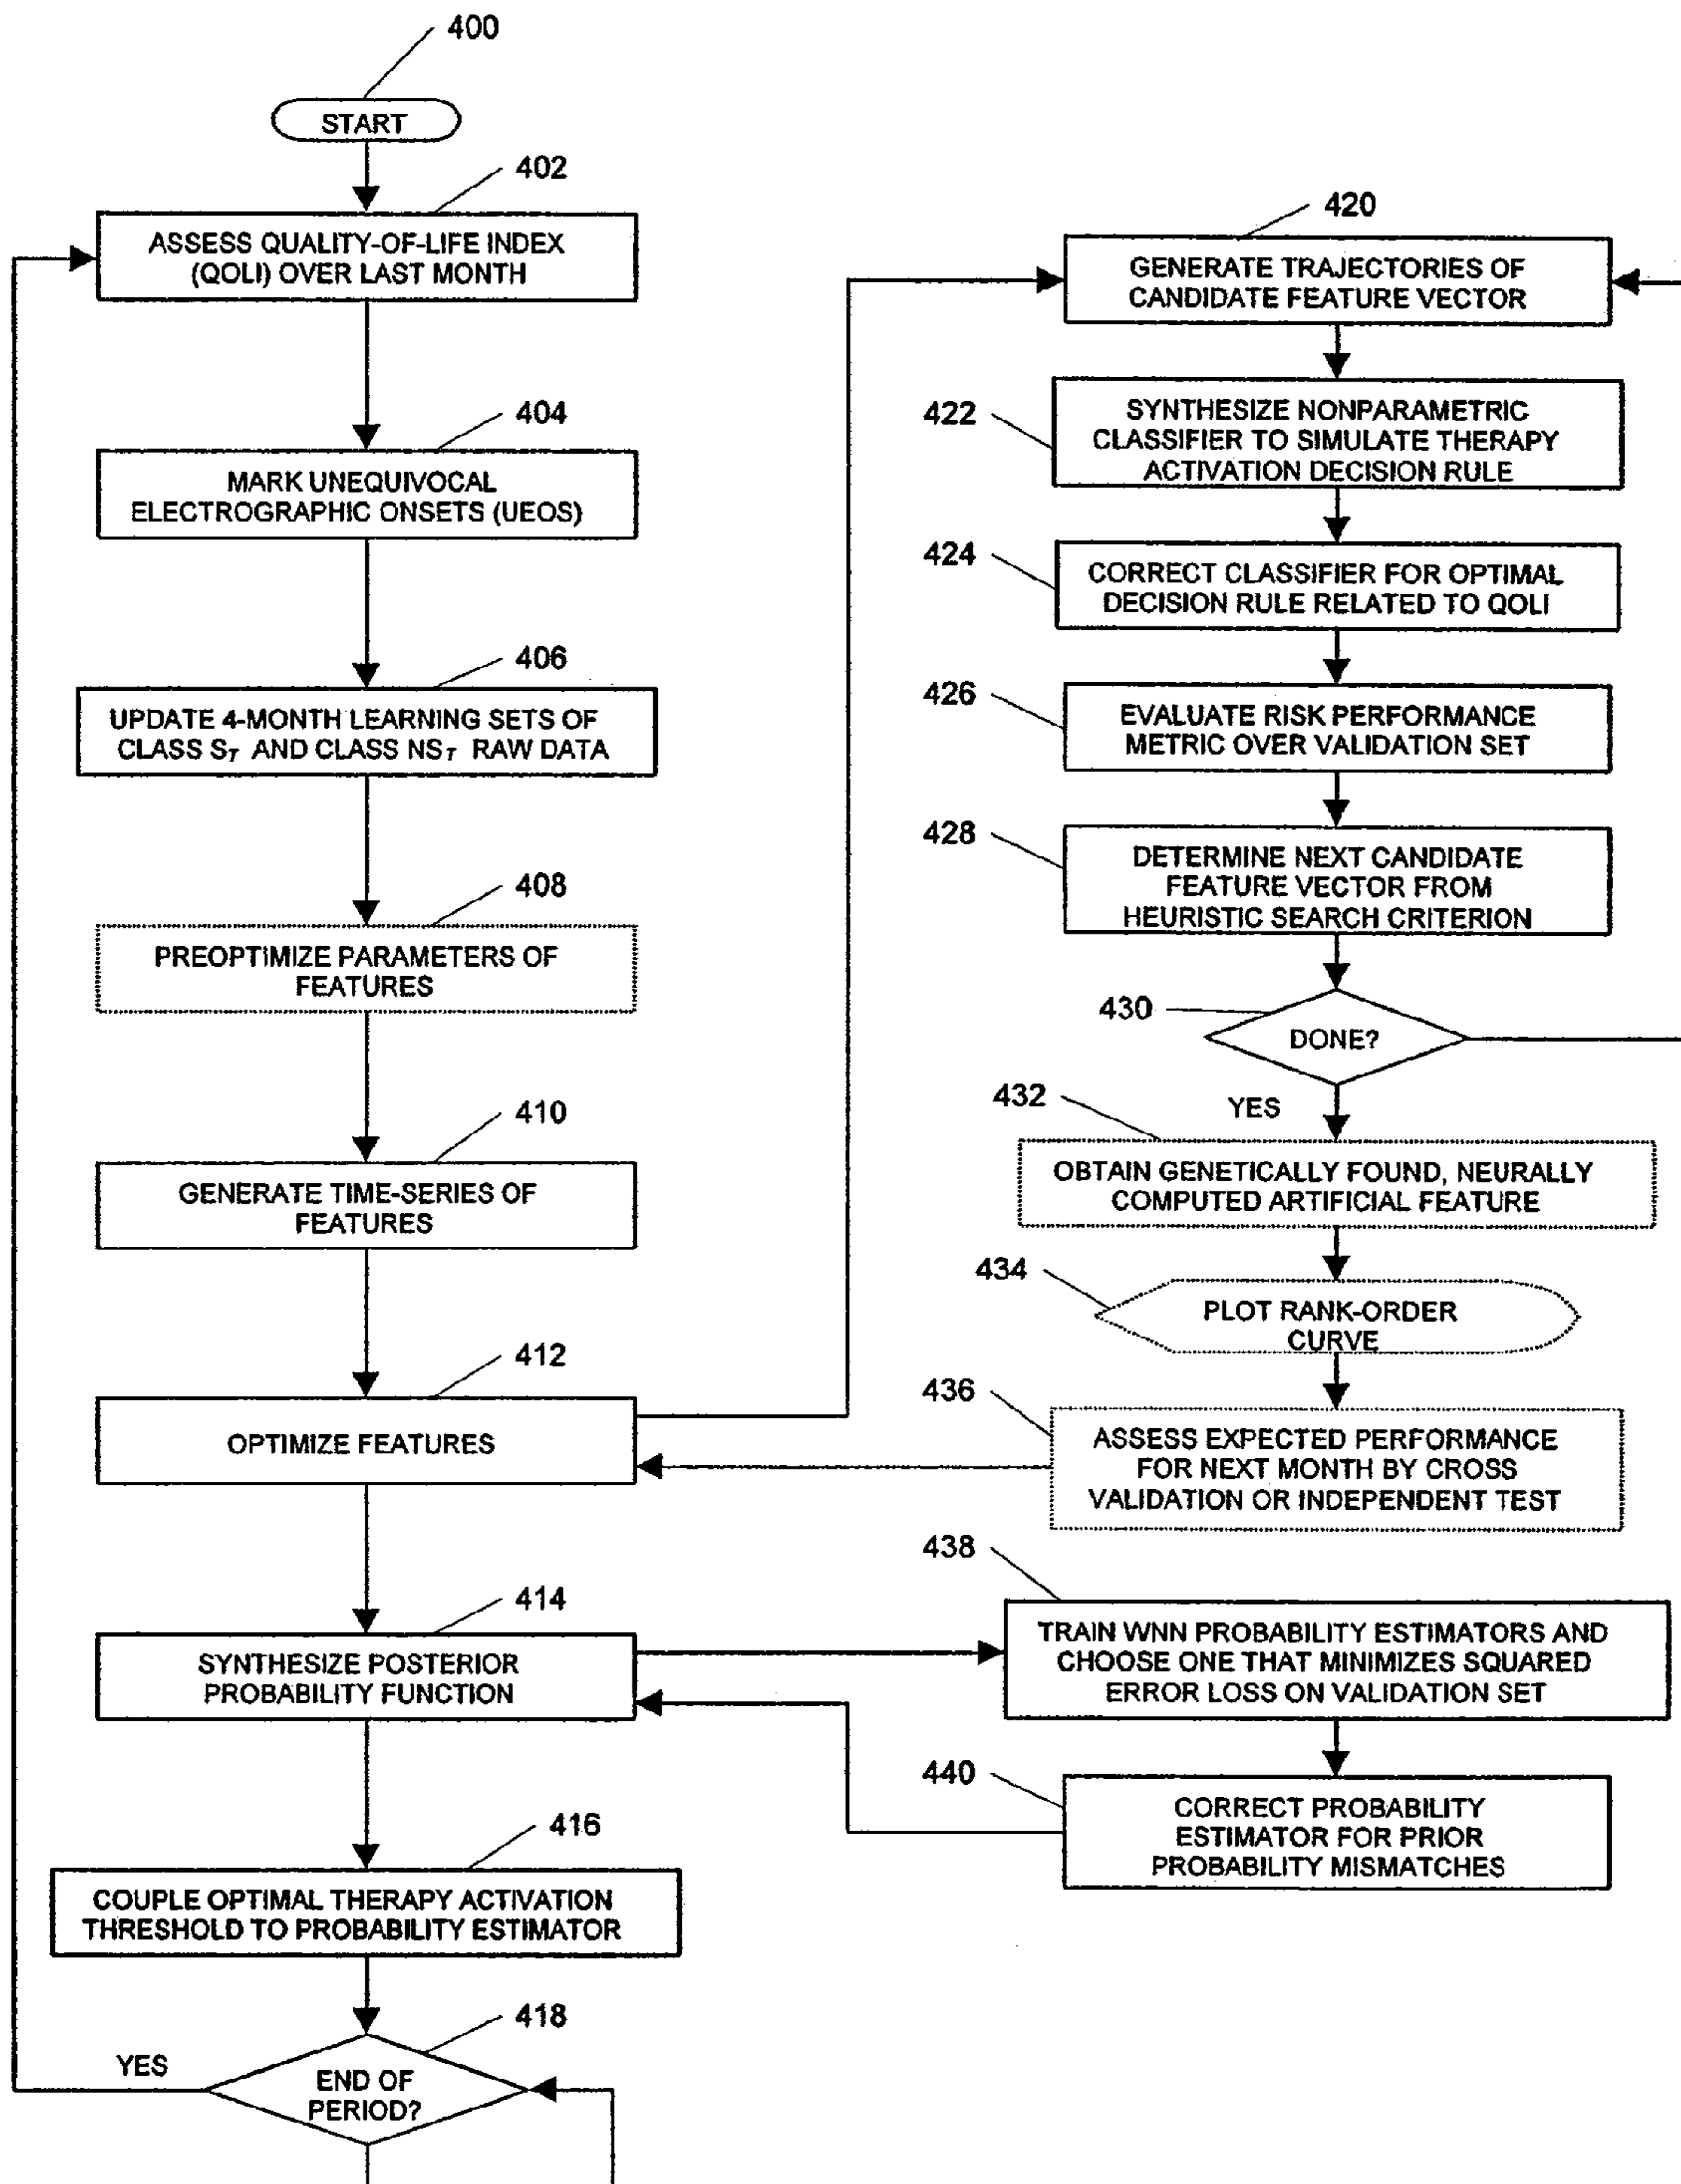 400
START
402
ASSESS QUALITY-OF-LIFE INDEX
(QOLI) OVER LAST MONTH
404
MARK UNEQUIVOCAL
ELECTROGRAPHIC ONSETS (UEOS)
406
UPDATE 4-MONTH LEARNING SETS OF
CLASS S_T AND CLASS NS_T RAW DATA
408
PREOPTIMIZE PARAMETERS OF
FEATURES
410
GENERATE TIME-SERIES OF
FEATURES
412
OPTIMIZE FEATURES
414
SYNTHESIZE POSTERIOR
PROBABILITY FUNCTION
416
COUPLE OPTIMAL THERAPY ACTIVATION
THRESHOLD TO PROBABILITY ESTIMATOR
418
YES
END OF
PERIOD?
420
GENERATE TRAJECTORIES OF
CANDIDATE FEATURE VECTOR
422
SYNTHESIZE NONPARAMETRIC
CLASSIFIER TO SIMULATE THERAPY
ACTIVATION DECISION RULE
424
CORRECT CLASSIFIER FOR OPTIMAL
DECISION RULE RELATED TO QOLI
426
EVALUATE RISK PERFORMANCE
METRIC OVER VALIDATION SET
428
DETERMINE NEXT CANDIDATE
FEATURE VECTOR FROM
HEURISTIC SEARCH CRITERION
430
DONE?
YES
432
OBTAIN GENETICALLY FOUND, NEURALLY
COMPUTED ARTIFICIAL FEATURE
434
PLOT RANK-ORDER
CURVE
436
ASSESS EXPECTED PERFORMANCE
FOR NEXT MONTH BY CROSS
VALIDATION OR INDEPENDENT TEST
438
TRAIN WNN PROBABILITY ESTIMATORS AND
CHOOSE ONE THAT MINIMIZES SQUARED
ERROR LOSS ON VALIDATION SET
440
CORRECT PROBABILITY
ESTIMATOR FOR PRIOR
PROBABILITY MISMATCHES